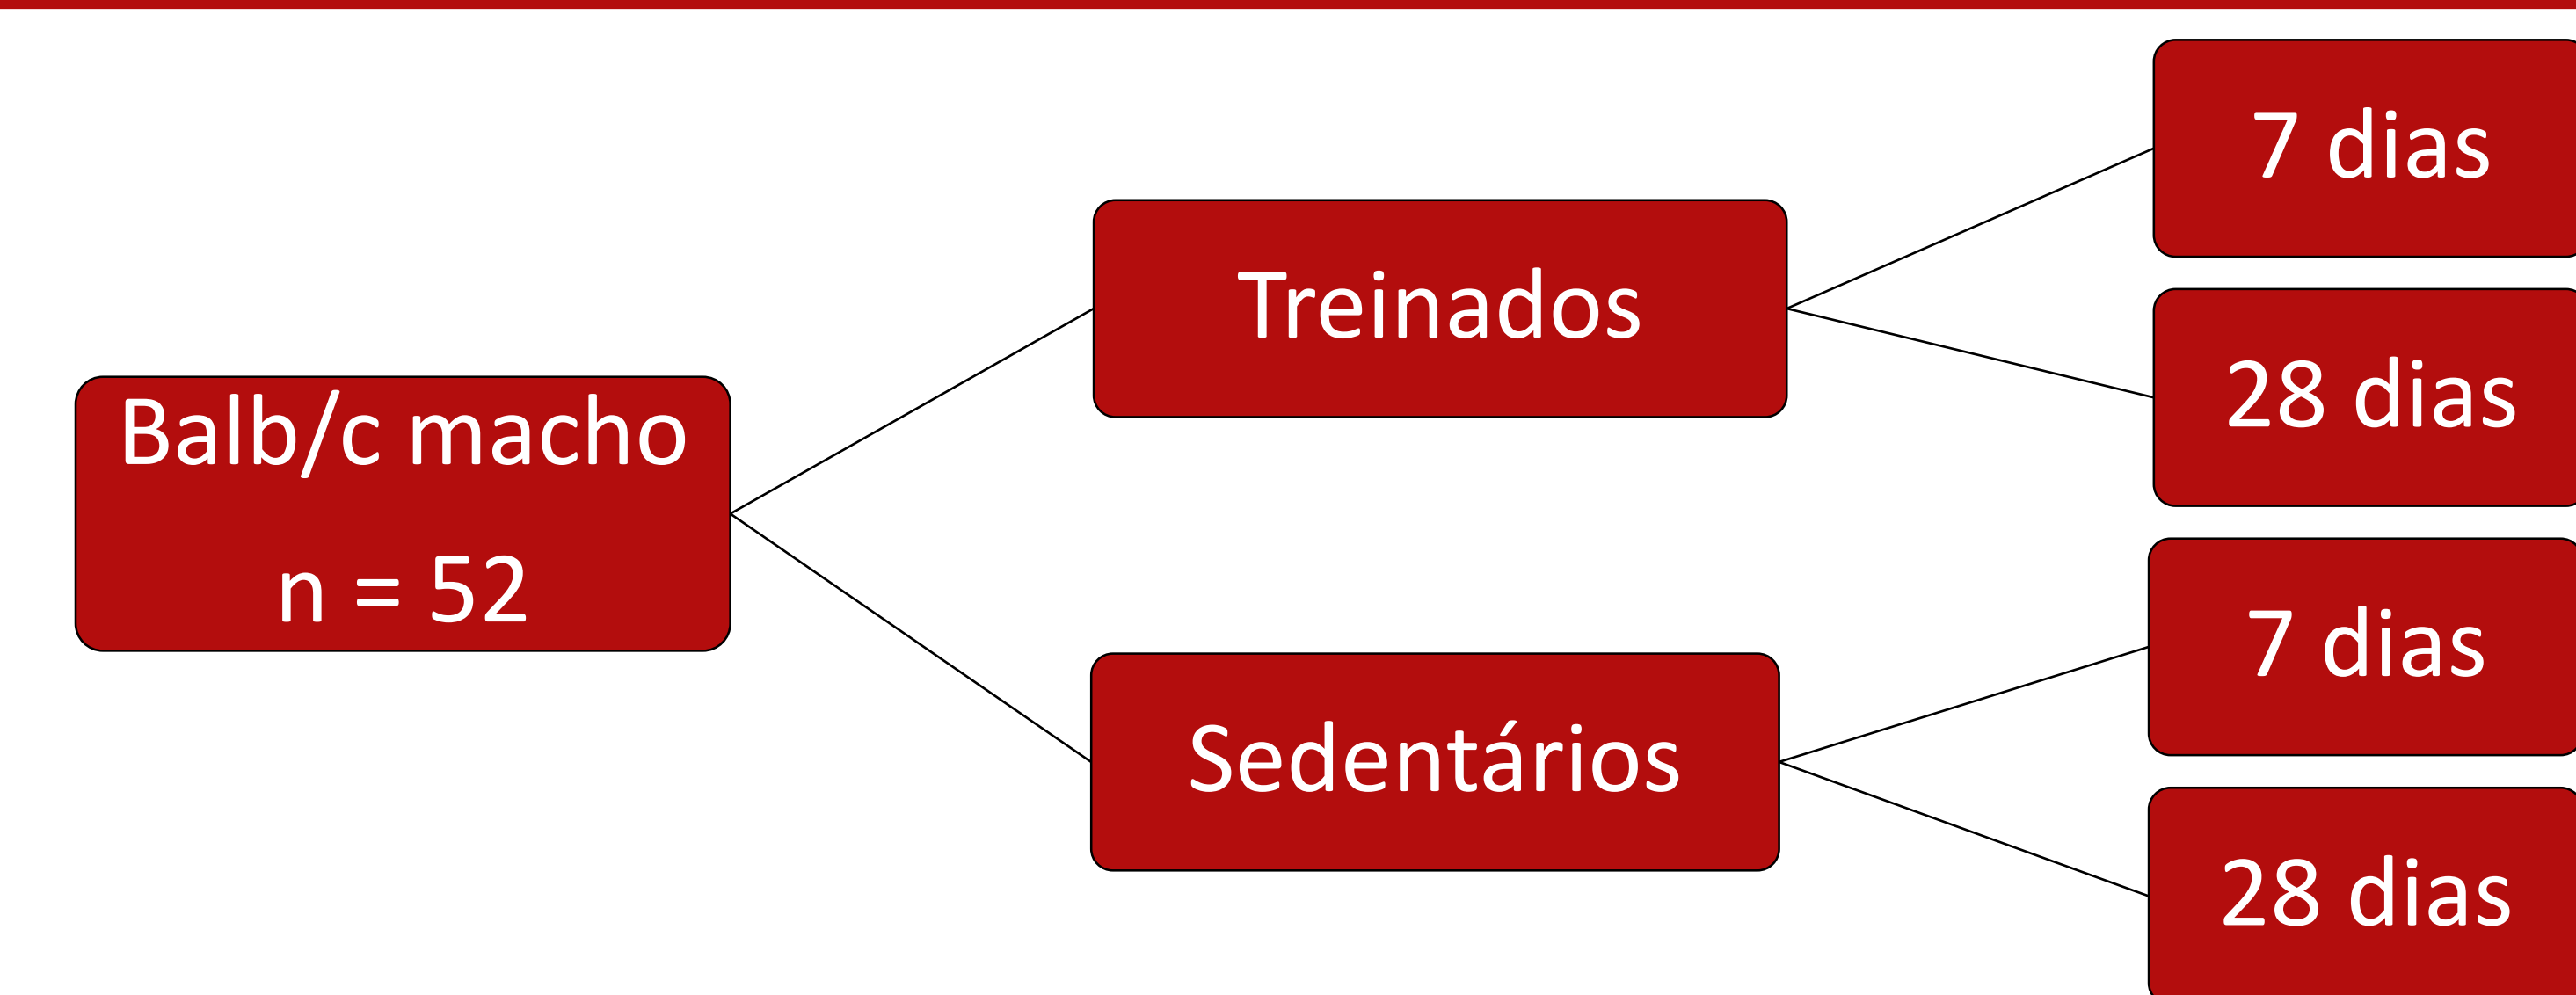 Balb/c macho
n = 52
Treinados
7 dias
28 dias
Sedentários
7 dias
28 dias